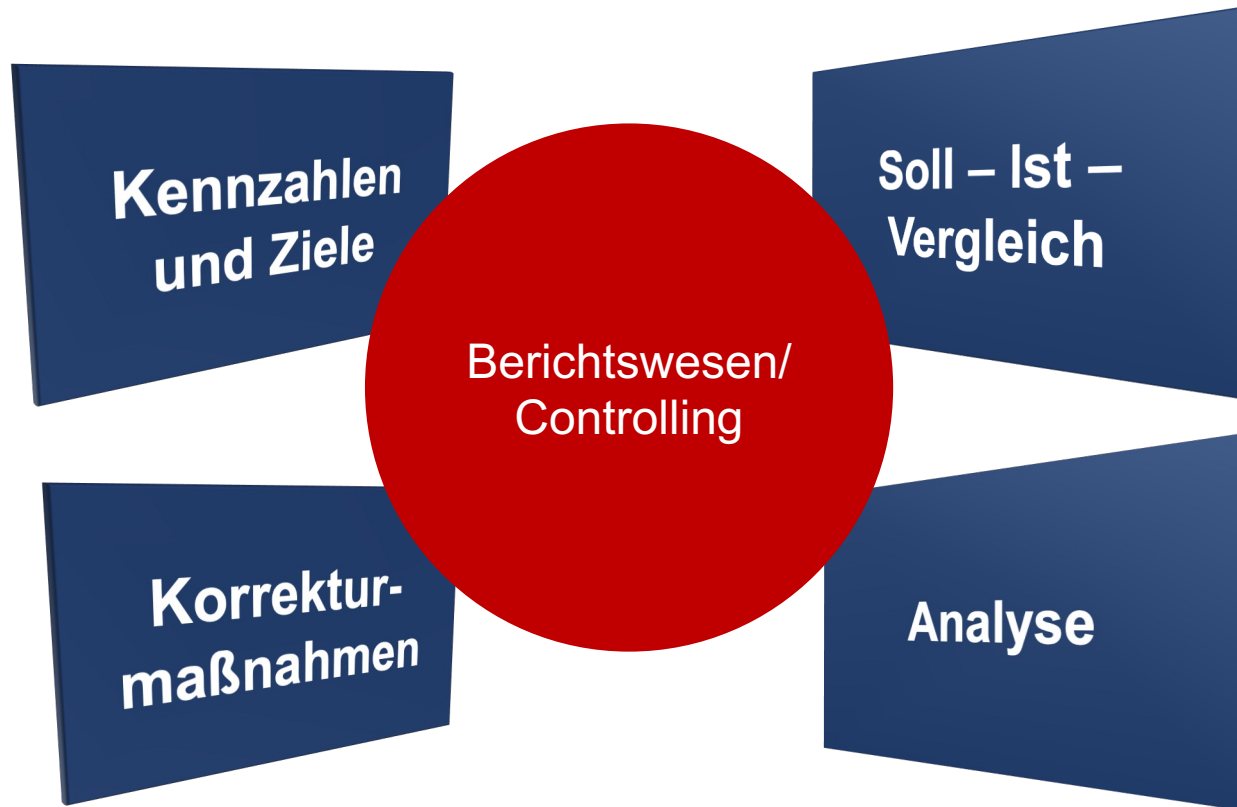 Kennzahlen
und Ziele
Soll – Ist –
Vergleich
Berichtswesen/
Controlling
Korrektur-
maßnahmen
Analyse